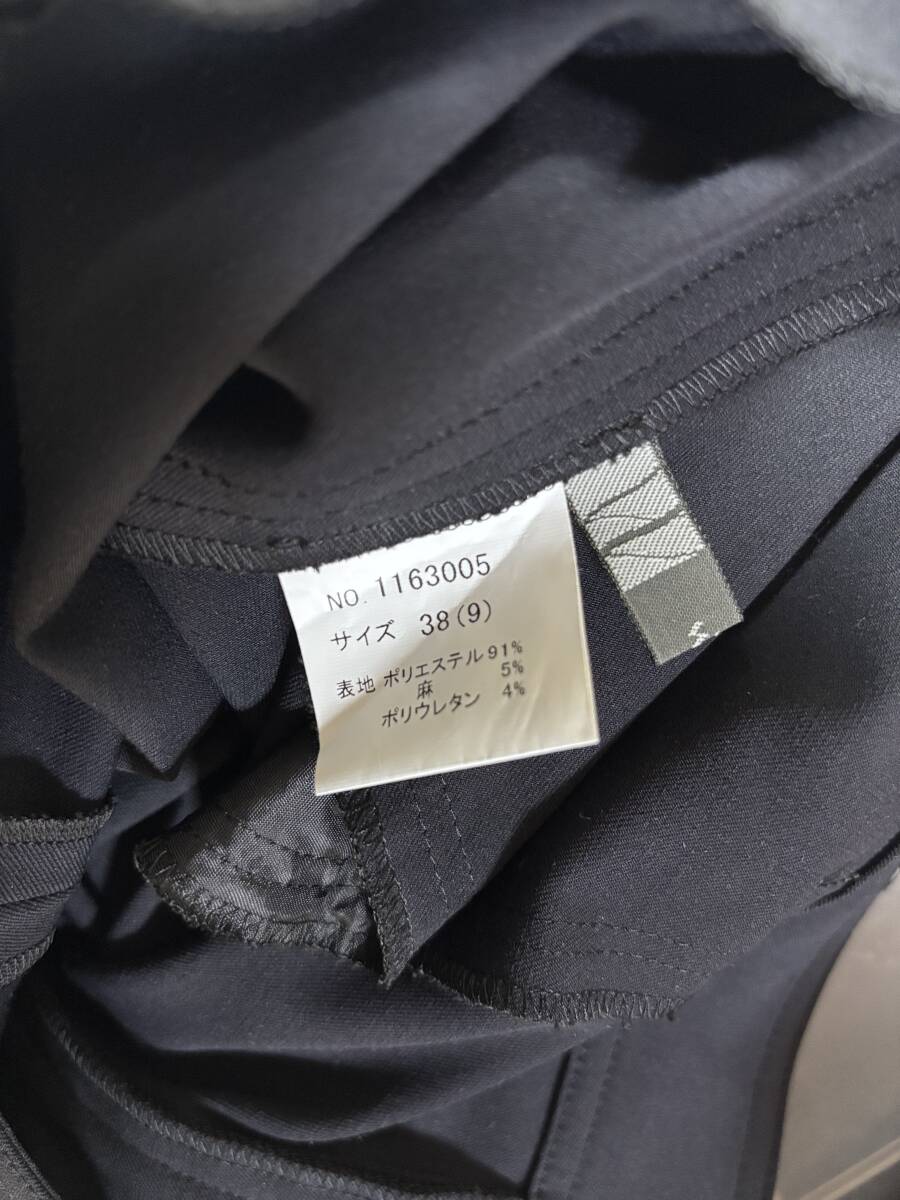 NO. 1163005
サイズ 38(9)
表地 ポリエステル 91%
麻 5%
ポリウレタン 4%